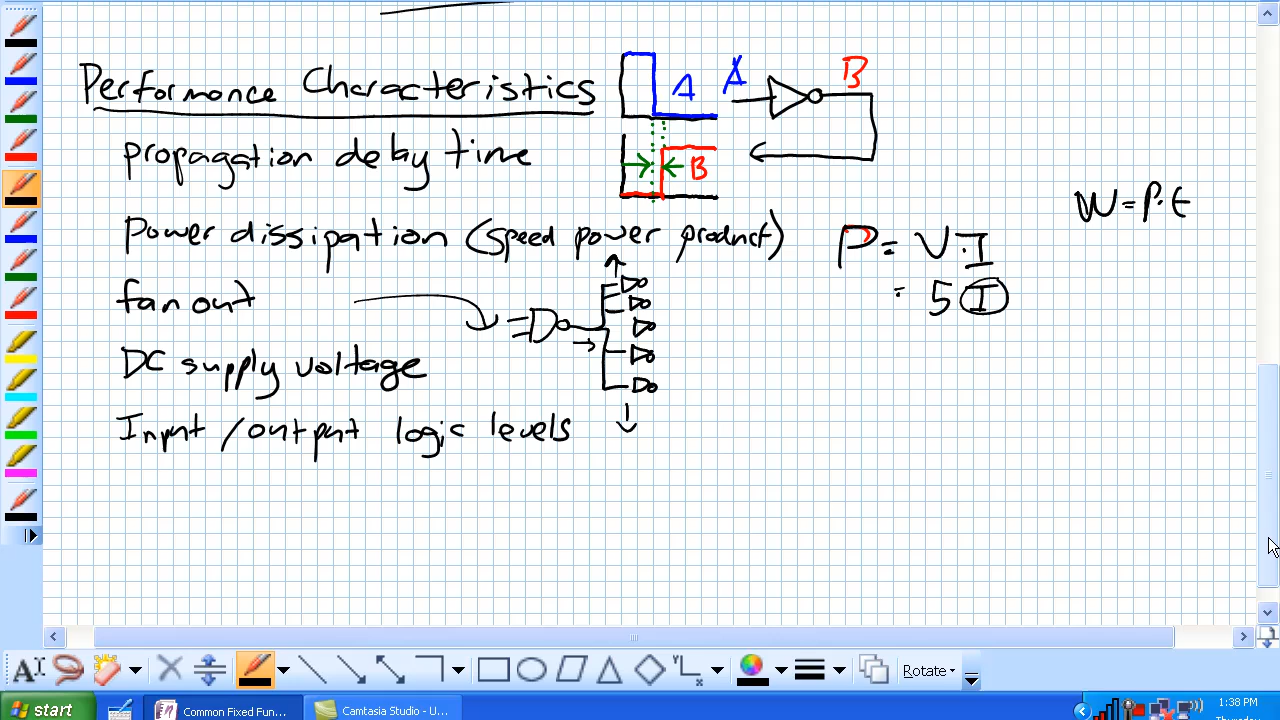 Performance Characteristics
A
A
B
propagation delay time
B
W=P.t
Power dissipation (speed power product)
P = V.I
= 5 I
fan out
DC supply voltage
Input /output logic levels
A
Rotate
start
Common Fixed Fun...
Camtasia Studio - U...
1:38 PM
Thursday